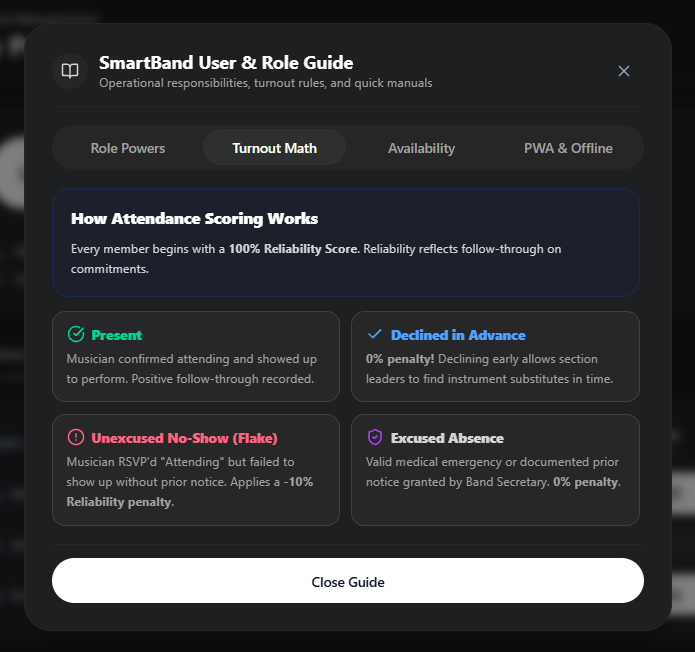 SmartBand User & Role Guide
Operational responsibilities, turnout rules, and quick manuals
Role Powers
Turnout Math
Availability
PWA & Offline
How Attendance Scoring Works
Every member begins with a 100% Reliability Score. Reliability reflects follow-through on
commitments.
Present
Musician confirmed attending and showed up
to perform. Positive follow-through recorded.
Declined in Advance
0% penalty! Declining early allows section
leaders to find instrument substitutes in time.
Unexcused No-Show (Flake)
Musician RSVP'd "Attending" but failed to
show up without prior notice. Applies a -10%
Reliability penalty.
Excused Absence
Valid medical emergency or documented prior
notice granted by Band Secretary. 0% penalty.
Close Guide